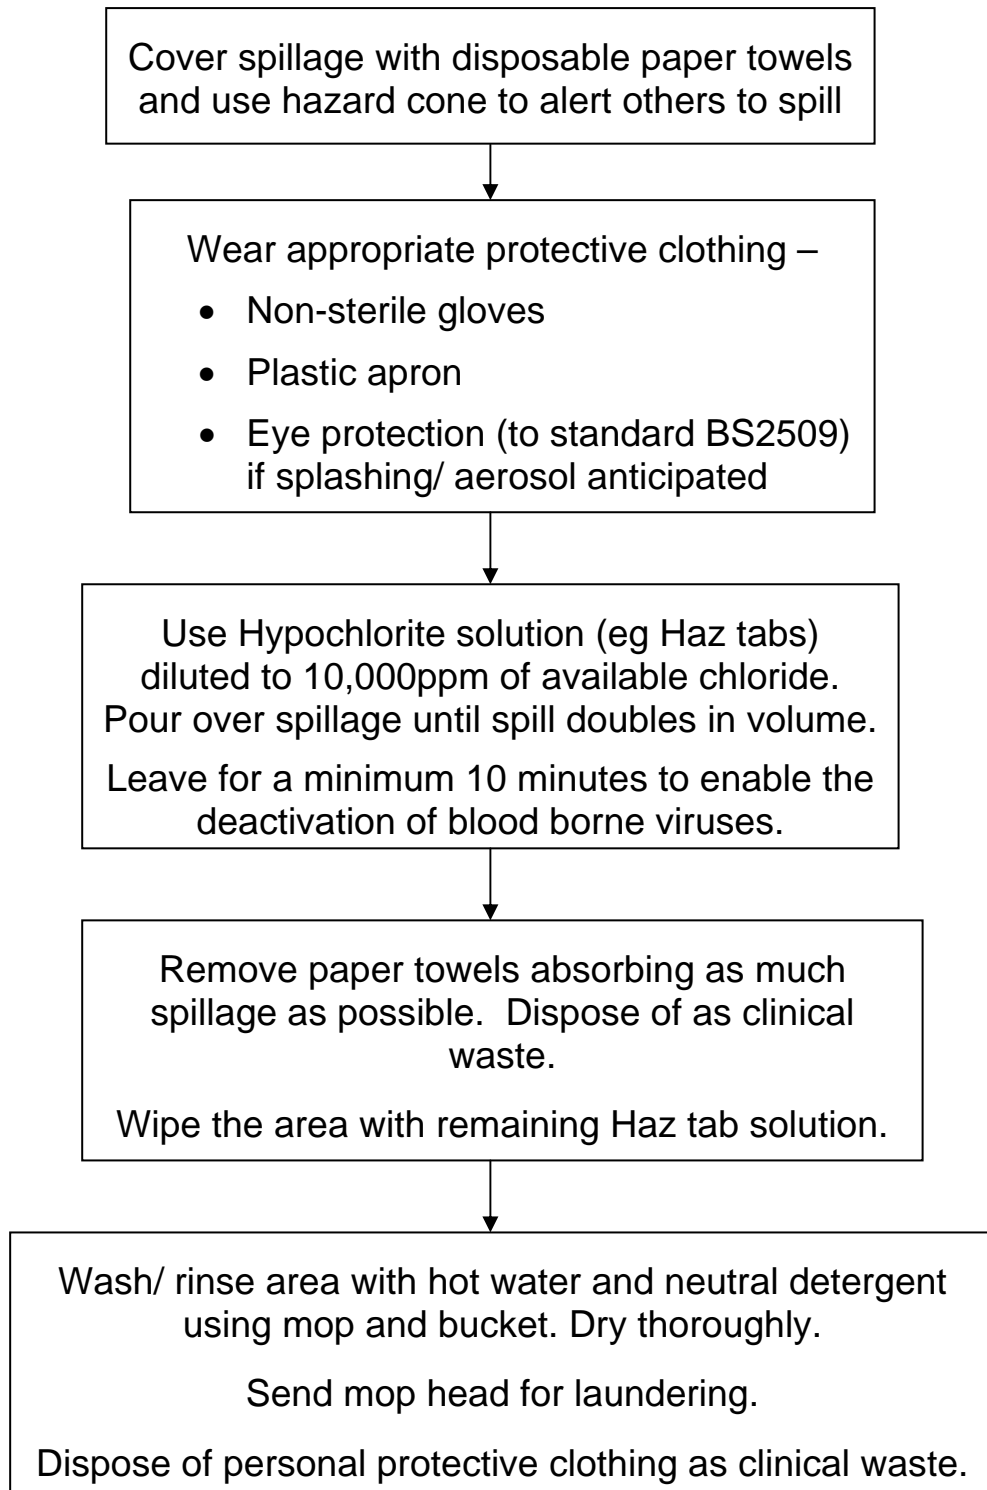 Cover spillage with disposable paper towels
and use hazard cone to alert others to spill
Wear appropriate protective clothing –
• Non-sterile gloves
• Plastic apron
• Eye protection (to standard BS2509)
if splashing/ aerosol anticipated
Use Hypochlorite solution (eg Haz tabs)
diluted to 10,000ppm of available chloride.
Pour over spillage until spill doubles in volume.
Leave for a minimum 10 minutes to enable the
deactivation of blood borne viruses.
Remove paper towels absorbing as much
spillage as possible.  Dispose of as clinical
waste.
Wipe the area with remaining Haz tab solution.
Wash/ rinse area with hot water and neutral detergent
using mop and bucket. Dry thoroughly.
Send mop head for laundering.
Dispose of personal protective clothing as clinical waste.